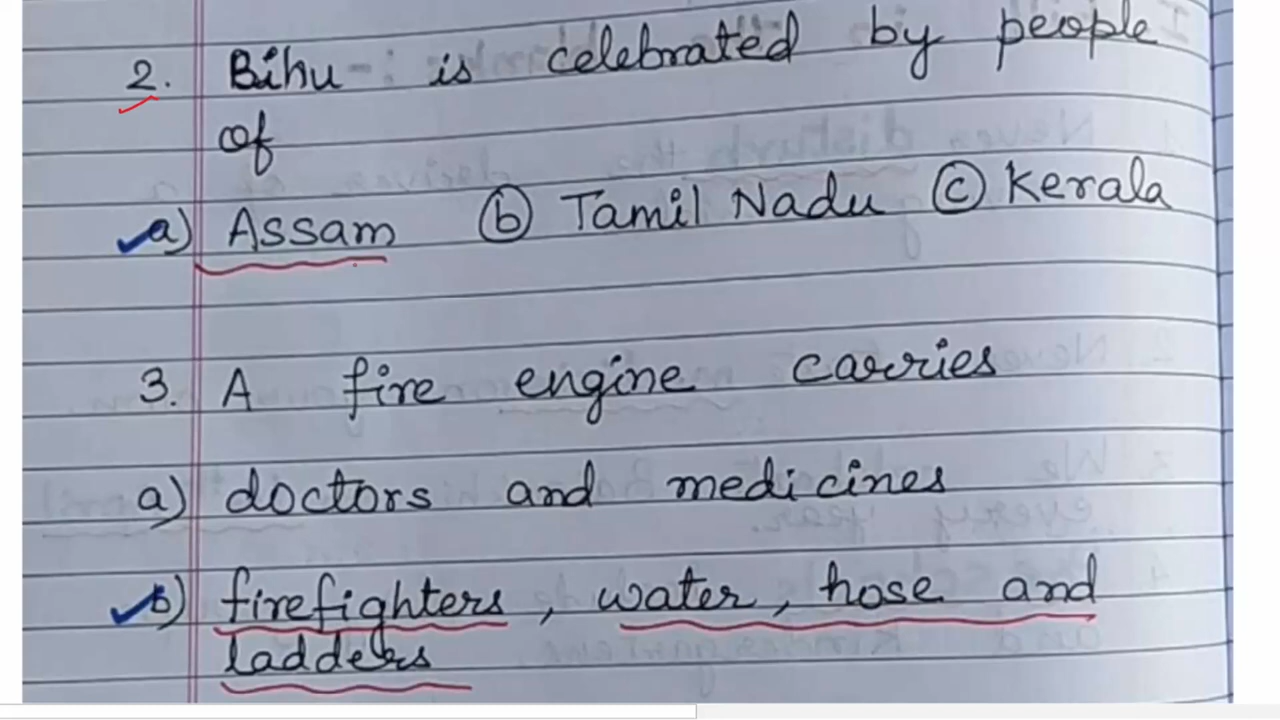 2. Bihu -: is celebrated by people
of
a) Assam (b) Tamil Nadu (c) Kerala
3. A fire engine carries
a) doctors and medicines
b) firefighters, water, hose and
ladders